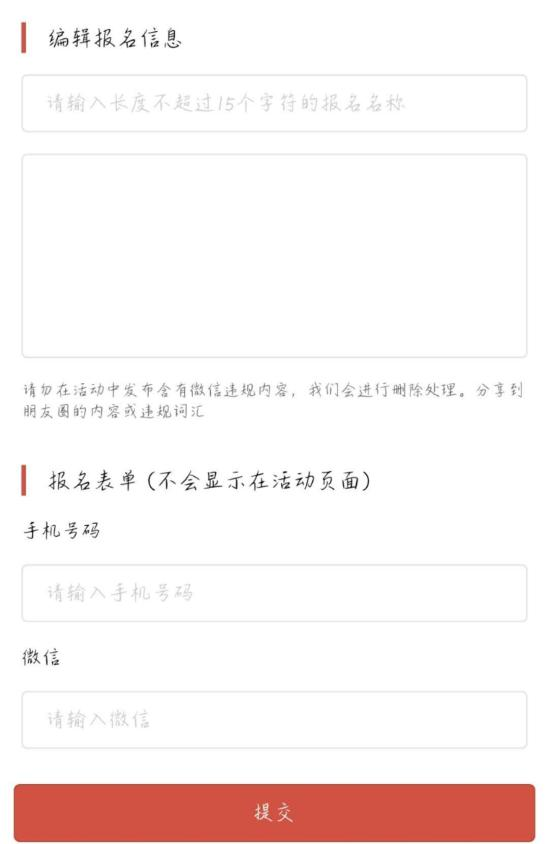 编辑报名信息
请输入长度不超过15个字符的报名名称
请勿在活动中发布含有微信违规内容，我们会进行删除处理。分享到
朋友圈的内容或违规词汇
报名表单 (不会显示在活动页面)
手机号码
请输入手机号码
微信
请输入微信
提交